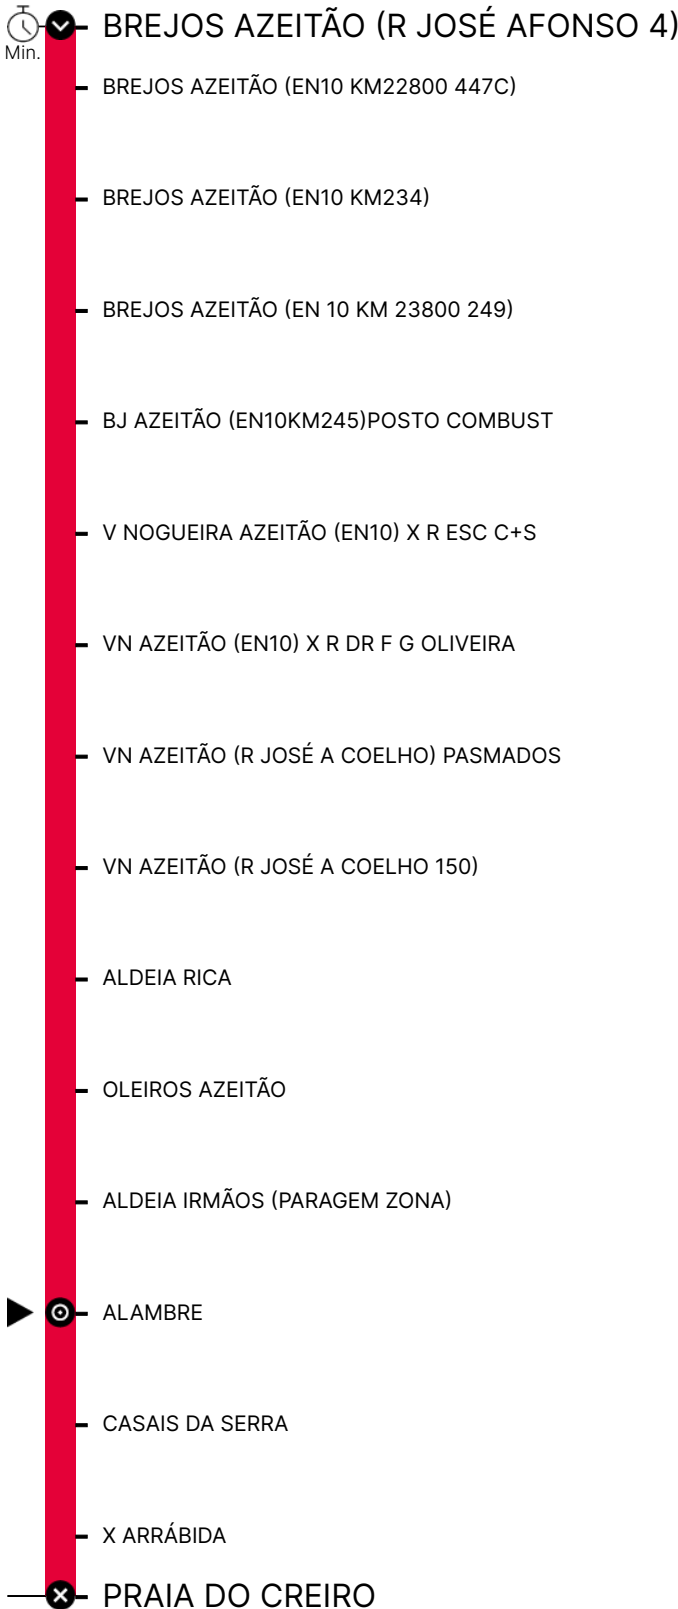 BREJOS AZEITÃO (R JOSÉ AFONSO 4)
Min.
BREJOS AZEITÃO (EN10 KM22800 447C)
BREJOS AZEITÃO (EN10 KM234)
BREJOS AZEITÃO (EN 10 KM 23800 249)
BJ AZEITÃO (EN10KM245)POSTO COMBUST
V NOGUEIRA AZEITÃO (EN10) X R ESC C+S
VN AZEITÃO (EN10) X R DR F G OLIVEIRA
VN AZEITÃO (R JOSÉ A COELHO) PASMADOS
VN AZEITÃO (R JOSÉ A COELHO 150)
ALDEIA RICA
OLEIROS AZEITÃO
ALDEIA IRMÃOS (PARAGEM ZONA)
ALAMBRE
CASAIS DA SERRA
X ARRÁBIDA
PRAIA DO CREIRO